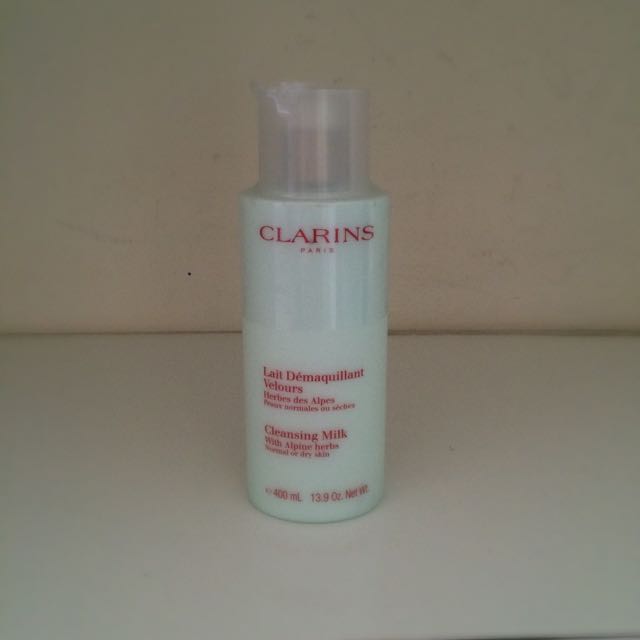 CLARINS
PARIS
Lait Démaquillant
Velours
Herbes des Alpes
Peaux normales ou sèches
Cleansing Milk
With Alpine herbs
Normal or dry skin
e 400 mL 13.9 Oz. Net Wt.